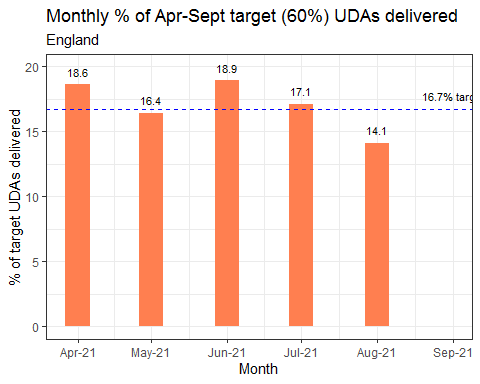 Monthly % of Apr-Sept target (60%) UDAs delivered
England
% of target UDAs delivered
20
15
10
5
0
18.6
16.4
18.9
17.1
14.1
16.7% targ
Apr-21
May-21
Jun-21
Jul-21
Aug-21
Sep-21
Month